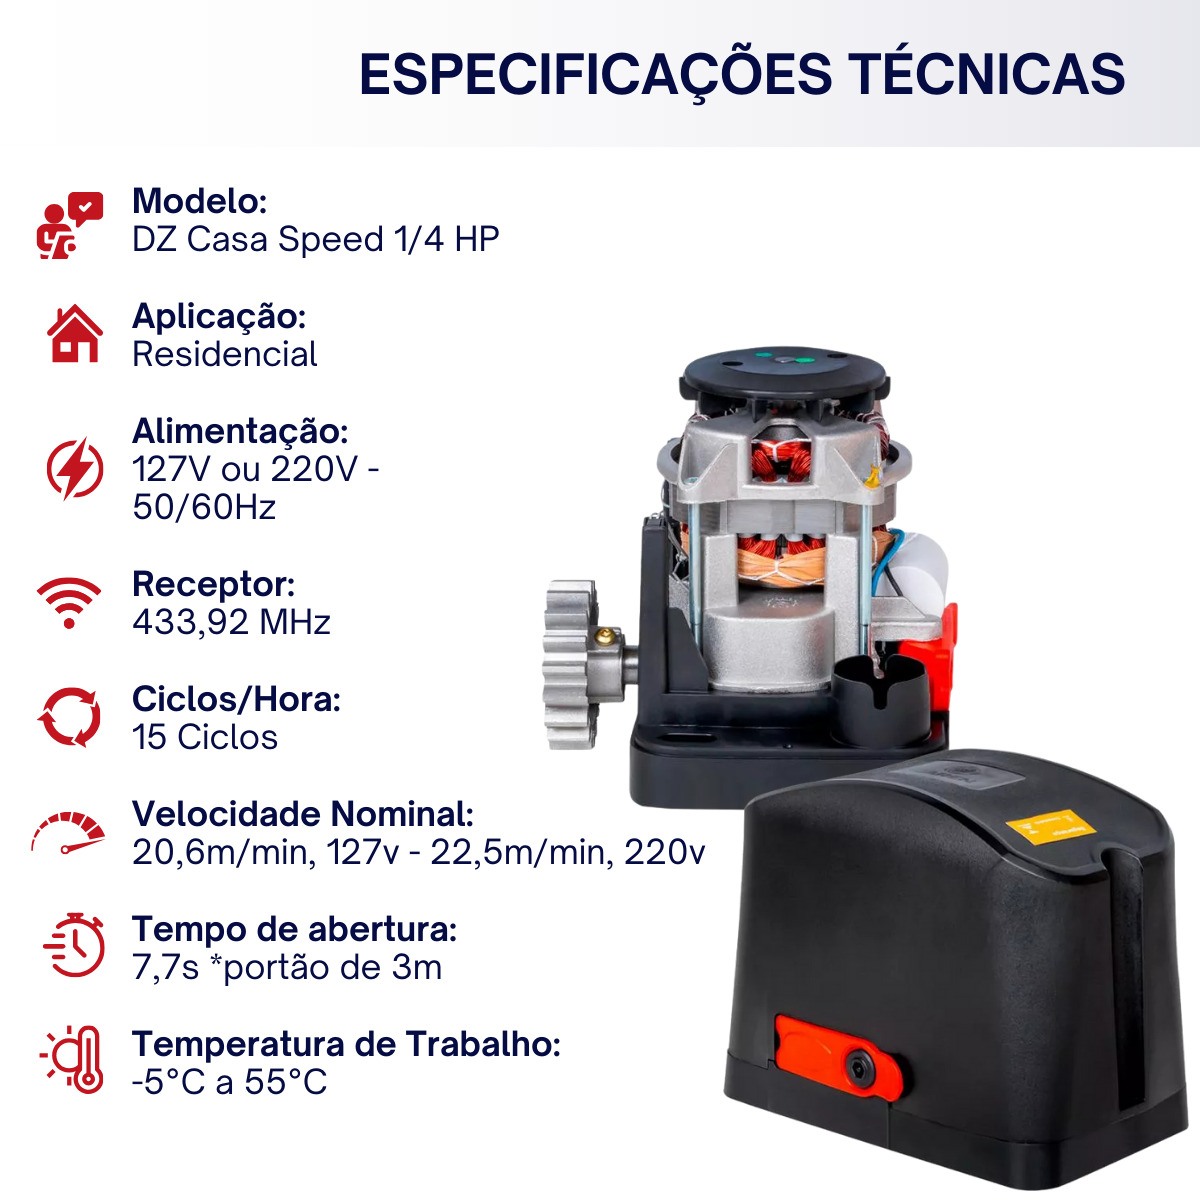 ESPECIFICAÇÕES TÉCNICAS
Modelo:
DZ Casa Speed 1/4 HP
Aplicação:
Residencial
Alimentação:
127V ou 220V -
50/60Hz
Receptor:
433,92 MHz
Ciclos/Hora:
15 Ciclos
Velocidade Nominal:
20,6m/min, 127v - 22,5m/min, 220v
Tempo de abertura:
7,7s *portão de 3m
Temperatura de Trabalho:
-5°C a 55°C